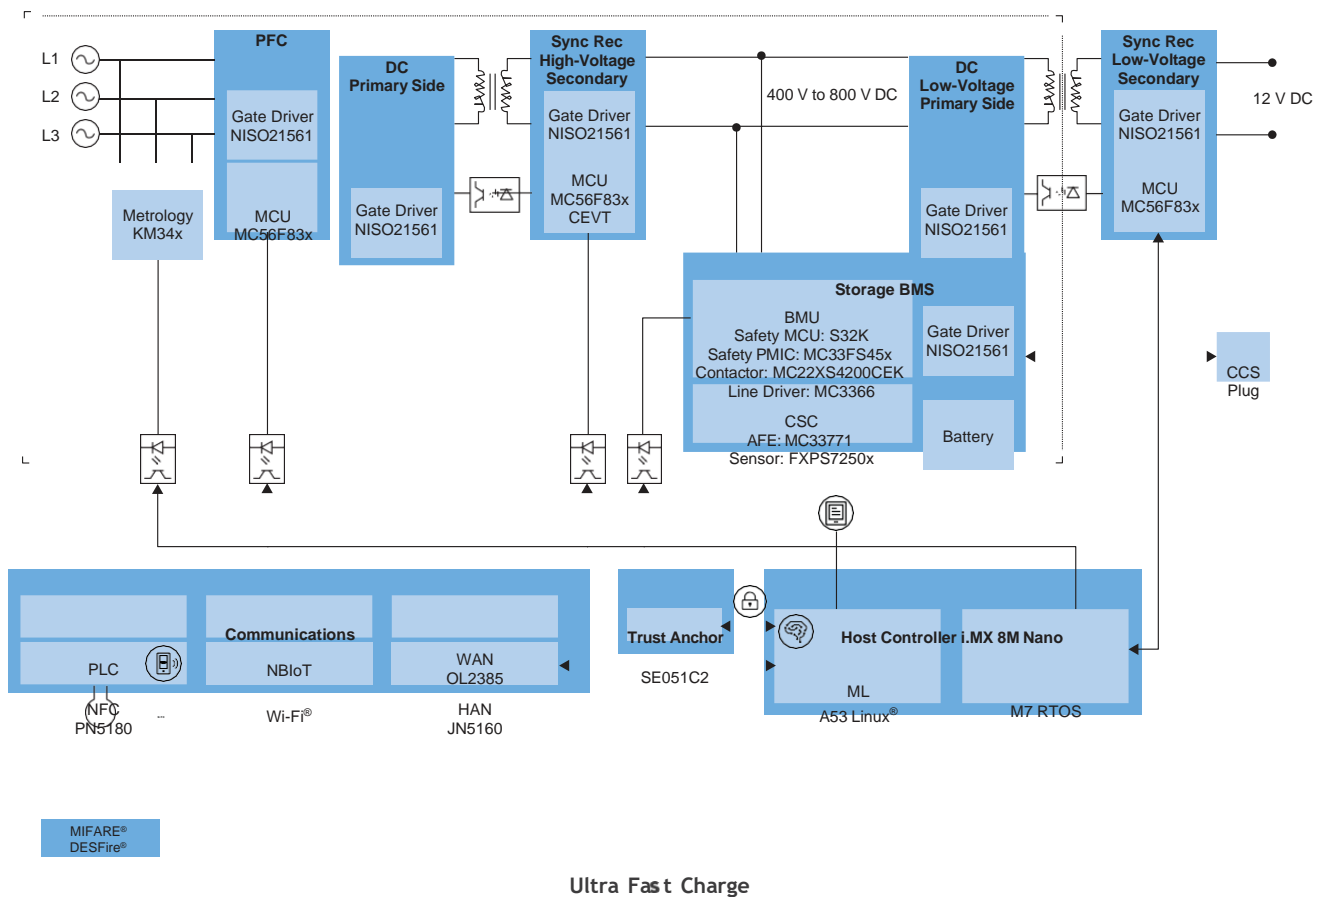 L1
L2
L3
PFC
Gate Driver
NISO21561
MCU
MC56F83x
Metrology
KM34x
DC
Primary Side
Gate Driver
NISO21561
Sync Rec
High-Voltage
Secondary
Gate Driver
NISO21561
MCU
MC56F83x
CEVT
400 V to 800 V DC
DC
Low-Voltage
Primary Side
Gate Driver
NISO21561
Sync Rec
Low-Voltage
Secondary
Gate Driver
NISO21561
MCU
MC56F83x
12 V DC
Storage BMS
BMU
Safety MCU: S32K
Safety PMIC: MC33FS45x
Contactor: MC22XS4200CEK
Line Driver: MC3366
CSC
AFE: MC33771
Sensor: FXPS7250x
Gate Driver
NISO21561
Battery
CCS
Plug
Communications
PLC
NBIoT
WAN
OL2385
NFC
PN5180
...
Wi-Fi®
HAN
JN5160
Trust Anchor
SE051C2
Host Controller i.MX 8M Nano
ML
A53 Linux®
M7 RTOS
MIFARE®
DESFire®
Ultra Fast Charge